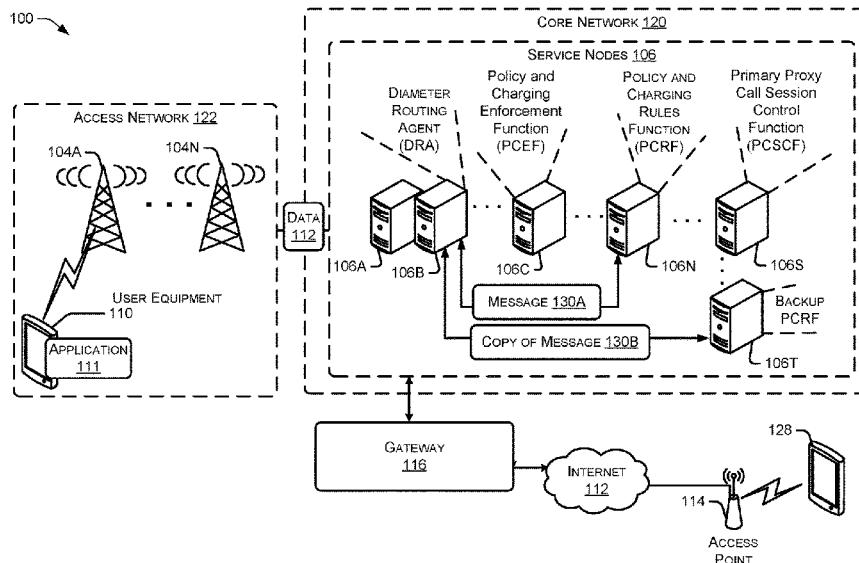 100
CORE NETWORK 120
SERVICE NODES 106
DIAMETER
ROUTING
AGENT
(DRA)
Policy and
Charging
Enforcement
Function
(PCEF)
POLICY AND
CHARGING
RULES
FUNCTION
(PCRF)
Primary Proxy
Call Session
Control
Function
(PCSCF)
ACCESS NETWORK 122
104A
104N
DATA
112
106A
106B
106C
106N
106S
USER EQUIPMENT
110
APPLICATION
111
MESSAGE 130A
COPY OF MESSAGE 130B
BACKUP
PCRF
106T
GATEWAY
116
INTERNET
112
114
ACCESS
POINT
128